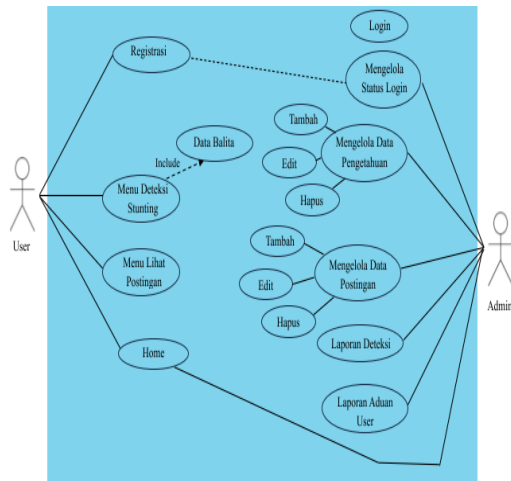 Login
Registrasi
Mengelola
Status Login
Tambah
Mengelola Data
Pengetahuan
Data Balita
Include
Edit
Menu Deteksi
Stunting
Hapus
User
Tambah
Mengelola Data
Postingan
Menu Lihat
Postingan
Edit
Admin
Hapus
Laporan Deteksi
Home
Laporan Aduan
User